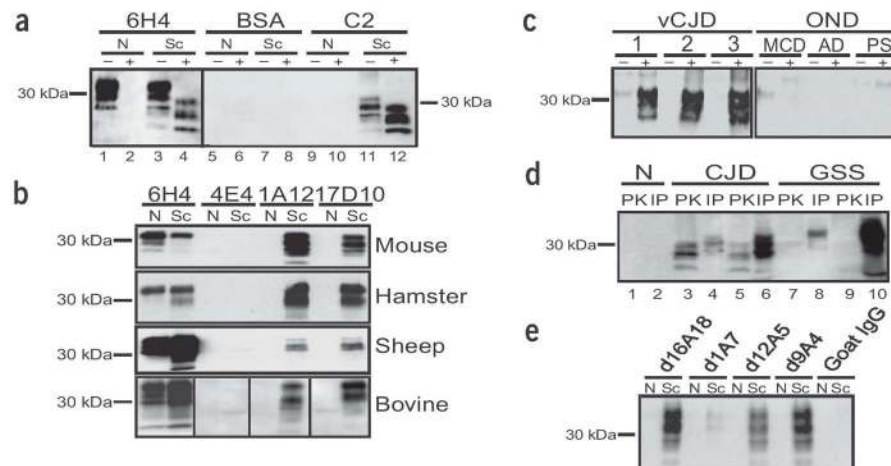 a
6H4 BSA C2
N Sc N Sc N Sc
− + − + − + − + − + − +
30 kDa
30 kDa
1 2 3 4 5 6 7 8 9 10 11 12
b
6H4 4E4 1A12 17D10
N Sc N Sc N Sc N Sc
30 kDa
Mouse
30 kDa
Hamster
30 kDa
Sheep
30 kDa
Bovine
c
vCJD OND
1 2 3 MCD AD PS
− + − + − + − + − + − +
30 kDa
d
N CJD GSS
PK IP PK IP PK IP PK IP PK IP
30 kDa
1 2 3 4 5 6 7 8 9 10
e
d16A18 d1A7 d12A5 d9A4 Goat IgG
N Sc N Sc N Sc N Sc N Sc
30 kDa